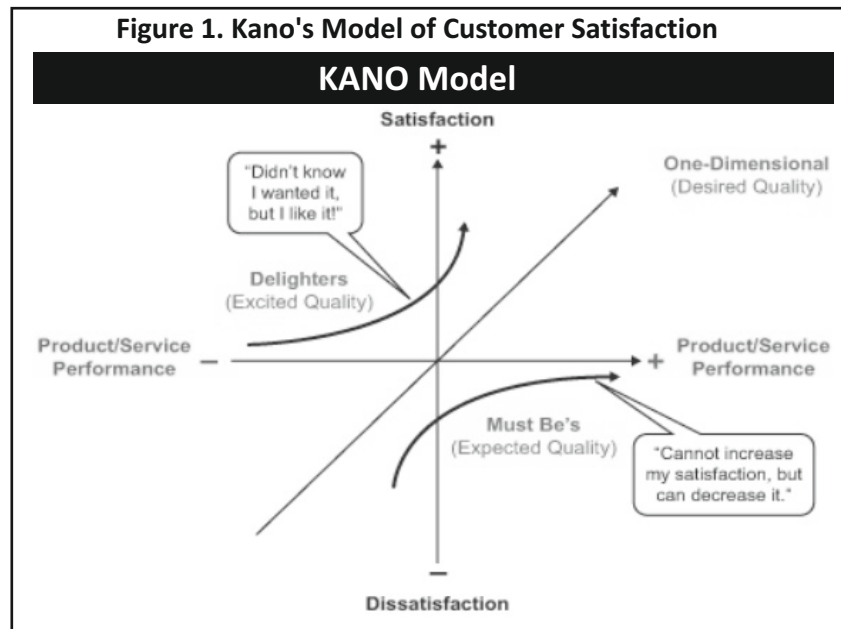 Figure 1. Kano's Model of Customer Satisfaction
KANO Model
Satisfaction
+
"Didn't know
I wanted it,
but I like it!"
One-Dimensional
(Desired Quality)
Delighters
(Excited Quality)
Product/Service
Performance
−
+
Product/Service
Performance
Must Be's
(Expected Quality)
"Cannot increase
my satisfaction, but
can decrease it."
−
Dissatisfaction